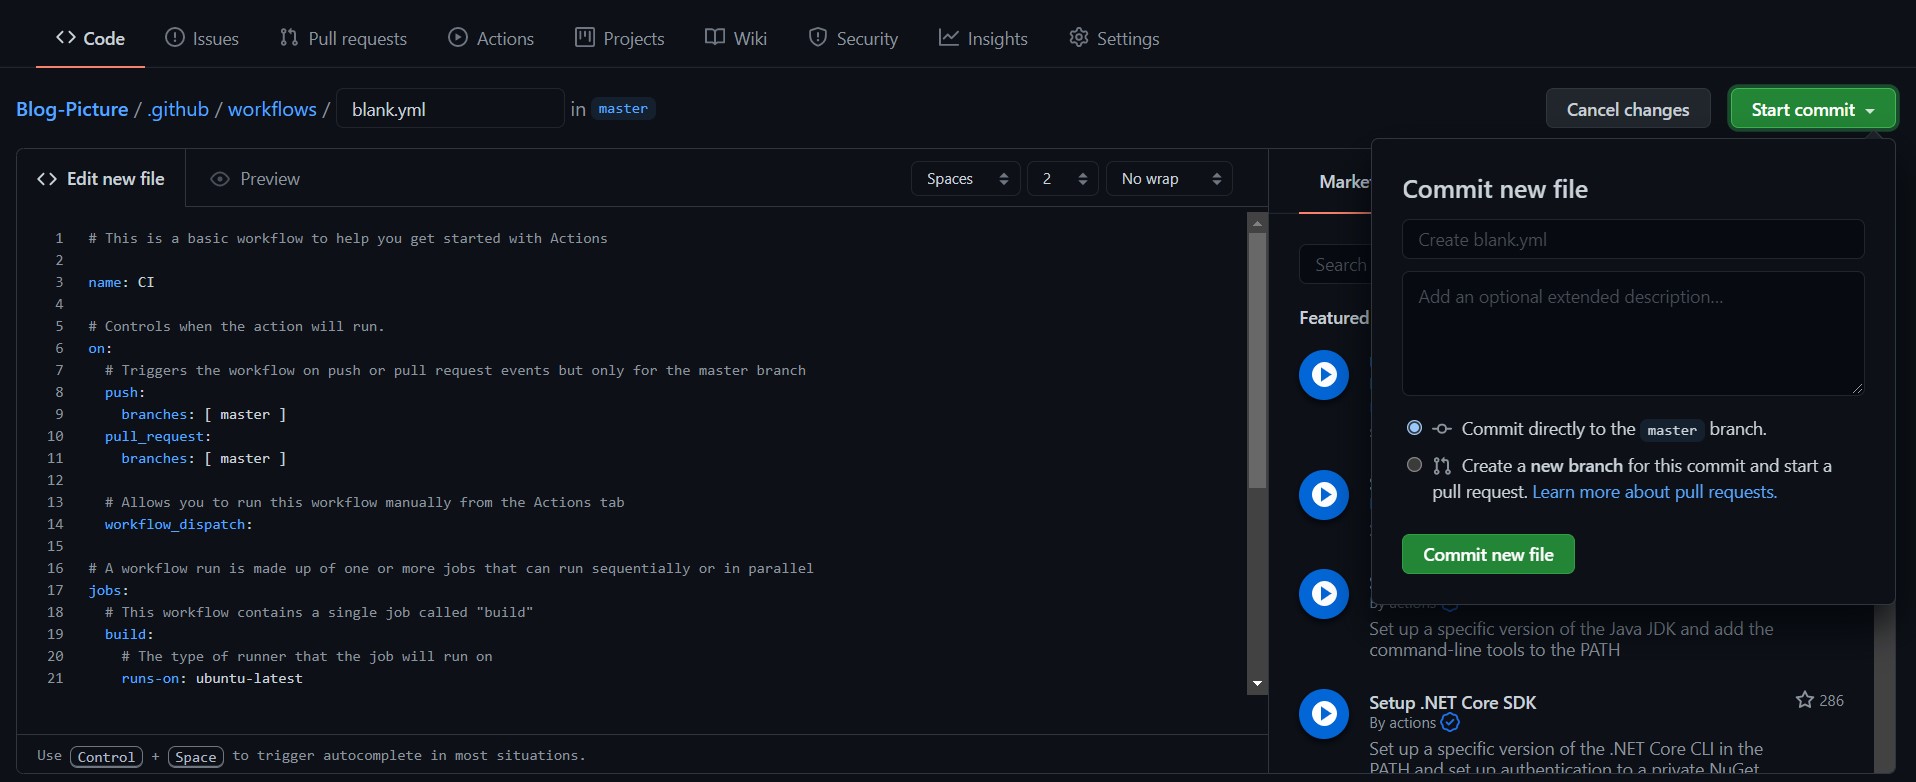 Code Issues Pull requests Actions Projects Wiki Security Insights Settings
Blog-Picture / .github / workflows / blank.yml in master
Cancel changes Start commit
Edit new file Preview
Spaces 2 No wrap
1 # This is a basic workflow to help you get started with Actions
2
3 name: CI
4
5 # Controls when the action will run.
6 on:
7 # Triggers the workflow on push or pull request events but only for the master branch
8 push:
9 branches: [ master ]
10 pull_request:
11 branches: [ master ]
12
13 # Allows you to run this workflow manually from the Actions tab
14 workflow_dispatch:
15
16 # A workflow run is made up of one or more jobs that can run sequentially or in parallel
17 jobs:
18 # This workflow contains a single job called "build"
19 build:
20 # The type of runner that the job will run on
21 runs-on: ubuntu-latest
Use Control + Space to trigger autocomplete in most situations.
Marke
Search
Featured
Commit new file
Create blank.yml
Add an optional extended description...
Commit directly to the master branch.
Create a new branch for this commit and start a
pull request. Learn more about pull requests.
Commit new file
By actions
Set up a specific version of the Java JDK and add the
command-line tools to the PATH
Setup .NET Core SDK 286
By actions
Set up a specific version of the .NET Core CLI in the
PATH and set up authentication to a private NuGet